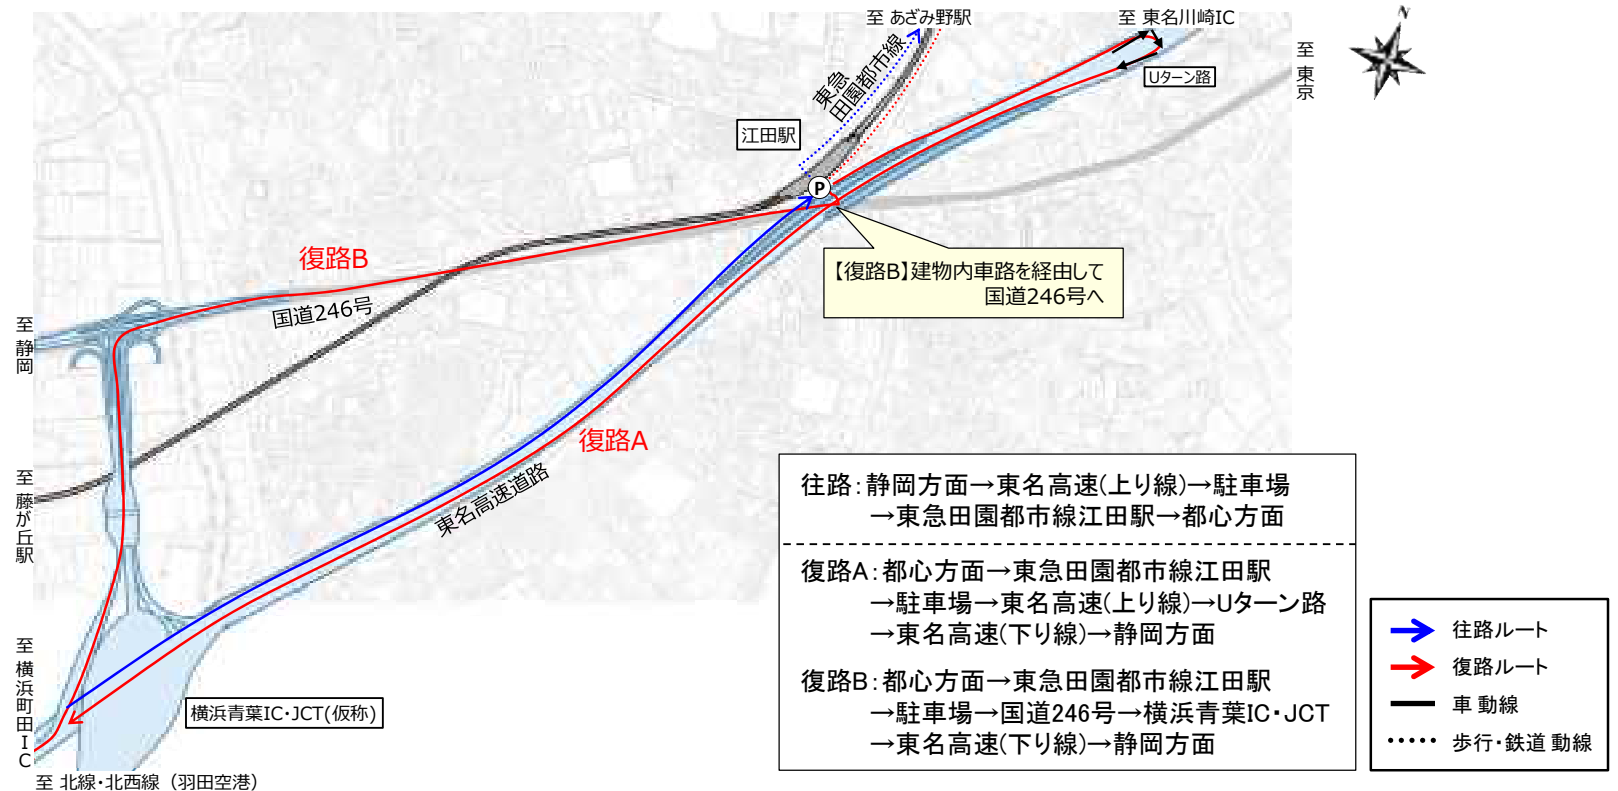 至 あざみ野駅
至 東名川崎IC
N
至 東京
Uターン路
東急
田園都市線
江田駅
P
復路B
国道246号
【復路B】建物内車路を経由して
国道246号へ
至 静岡
復路A
東名高速道路
至 藤が丘駅
往路：静岡方面→東名高速(上り線)→駐車場
→東急田園都市線江田駅→都心方面
復路A：都心方面→東急田園都市線江田駅
→駐車場→東名高速(上り線)→Uターン路
→東名高速(下り線)→静岡方面
復路B：都心方面→東急田園都市線江田駅
→駐車場→国道246号→横浜青葉IC・JCT
→東名高速(下り線)→静岡方面
往路ルート
復路ルート
車 動線
歩行・鉄道 動線
至 横浜町田IC
横浜青葉IC・JCT(仮称)
至 北線・北西線（羽田空港）